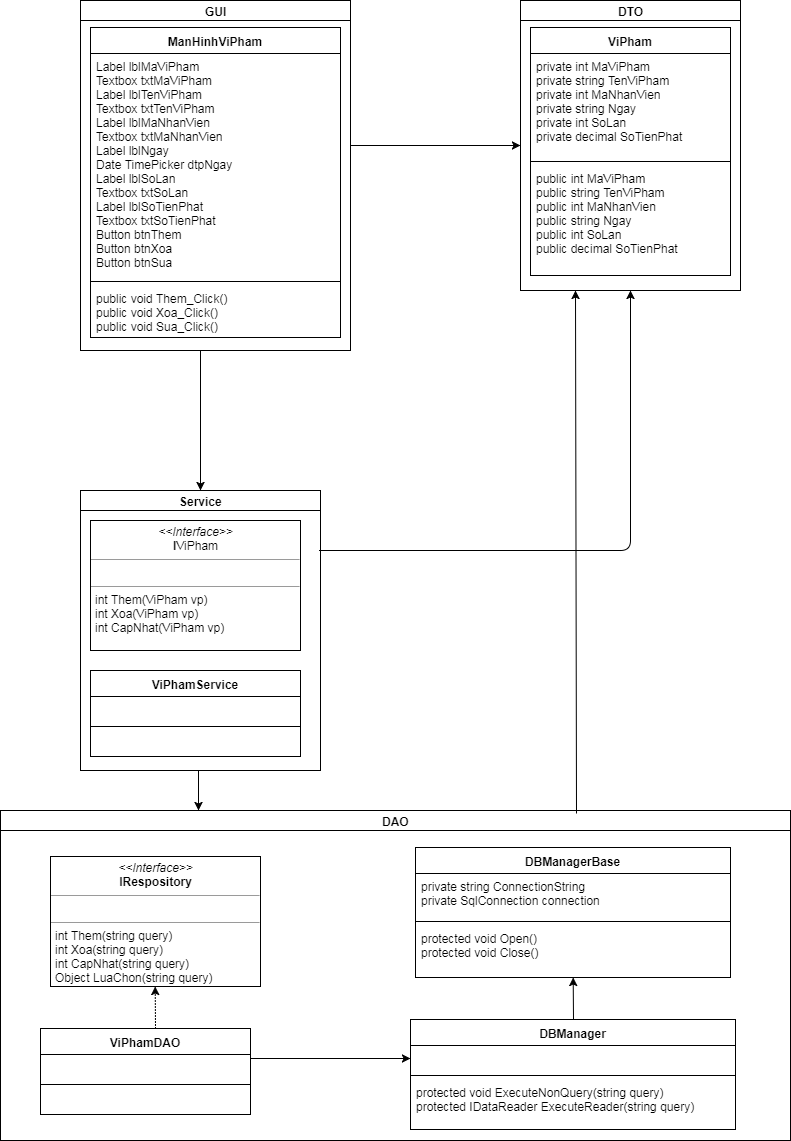 GUI
ManHinhViPham
Label lblMaViPham
Textbox txtMaViPham
Label lblTenViPham
Textbox txtTenViPham
Label lblMaNhanVien
Textbox txtMaNhanVien
Label lblNgay
Date TimePicker dtpNgay
Label lblSoLan
Textbox txtSoLan
Label lblSoTienPhat
Textbox txtSoTienPhat
Button btnThem
Button btnXoa
Button btnSua
public void Them_Click()
public void Xoa_Click()
public void Sua_Click()
DTO
ViPham
private int MaViPham
private string TenViPham
private int MaNhanVien
private string Ngay
private int SoLan
private decimal SoTienPhat
public int MaViPham
public string TenViPham
public int MaNhanVien
public string Ngay
public int SoLan
public decimal SoTienPhat
Service
<<Interface>>
IViPham
int Them(ViPham vp)
int Xoa(ViPham vp)
int CapNhat(ViPham vp)
ViPhamService
DAO
<<Interface>>
IRespository
int Them(string query)
int Xoa(string query)
int CapNhat(string query)
Object LuaChon(string query)
DBManagerBase
private string ConnectionString
private SqlConnection connection
protected void Open()
protected void Close()
ViPhamDAO
DBManager
protected void ExecuteNonQuery(string query)
protected IDataReader ExecuteReader(string query)